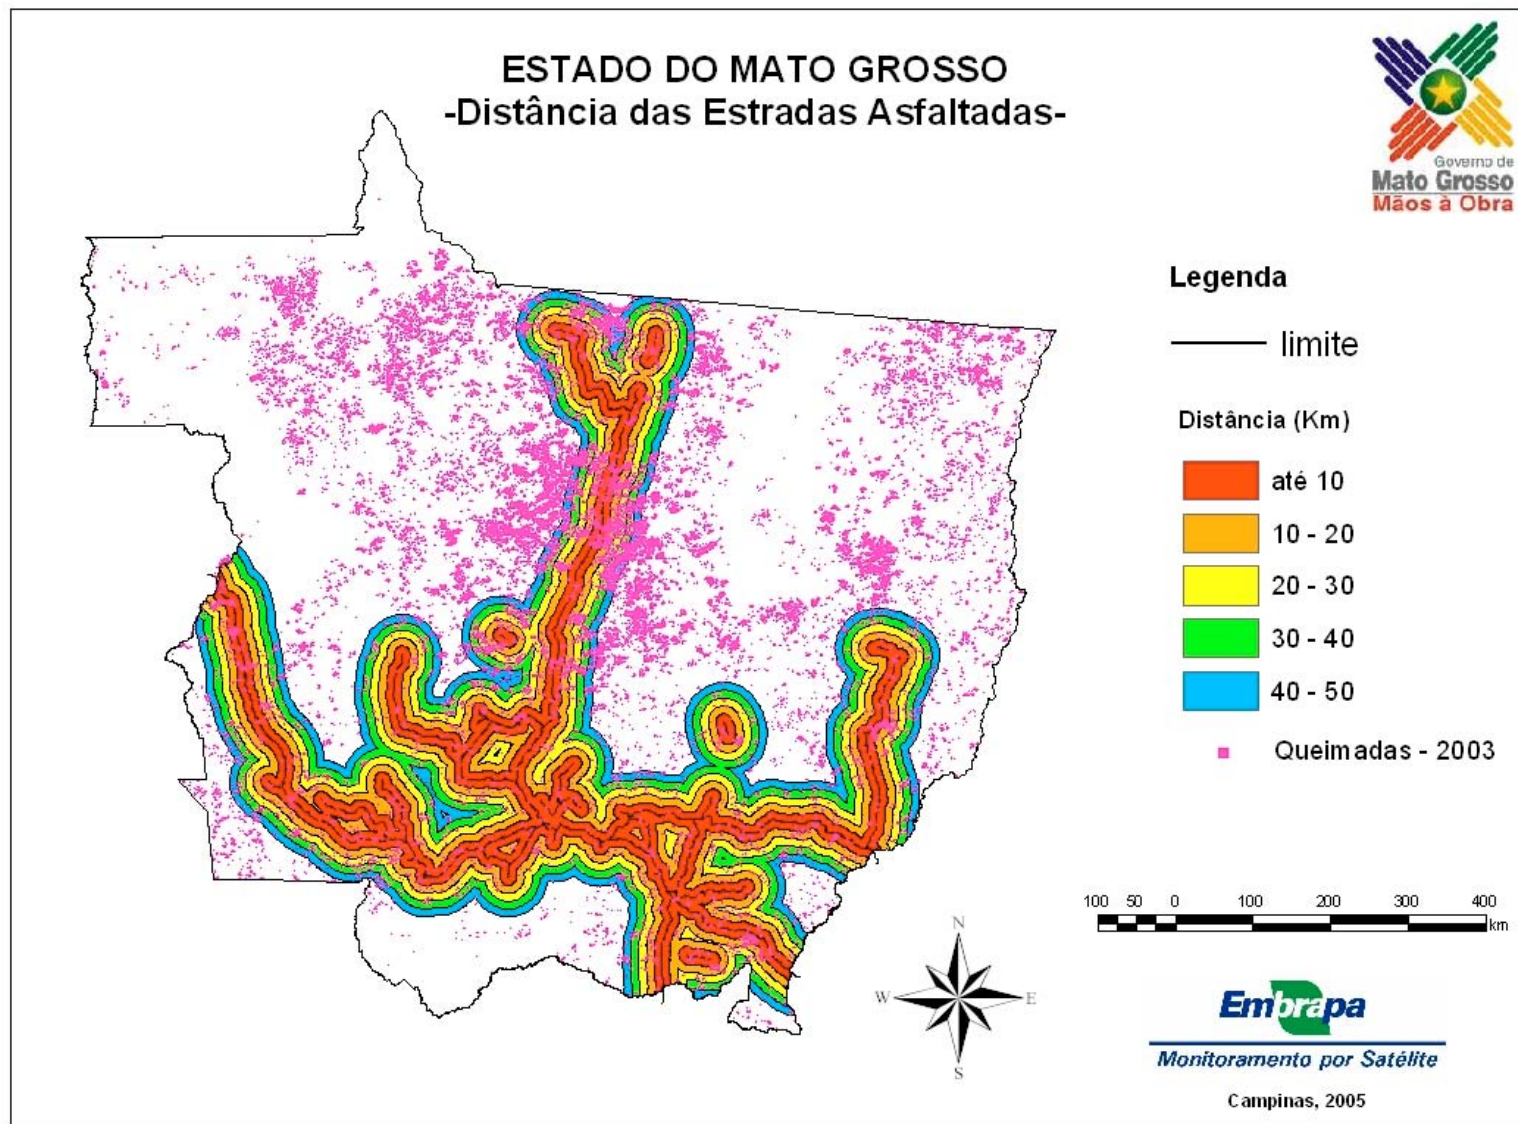 ESTADO DO MATO GROSSO
-Distância das Estradas Asfaltadas-
Governo de
Mato Grosso
Mãos à Obra
Legenda
limite
Distância (Km)
até 10
10 - 20
20 - 30
30 - 40
40 - 50
Queimadas - 2003
100 50 0 100 200 300 400
km
N
W E
S
Embrapa
Monitoramento por Satélite
Campinas, 2005